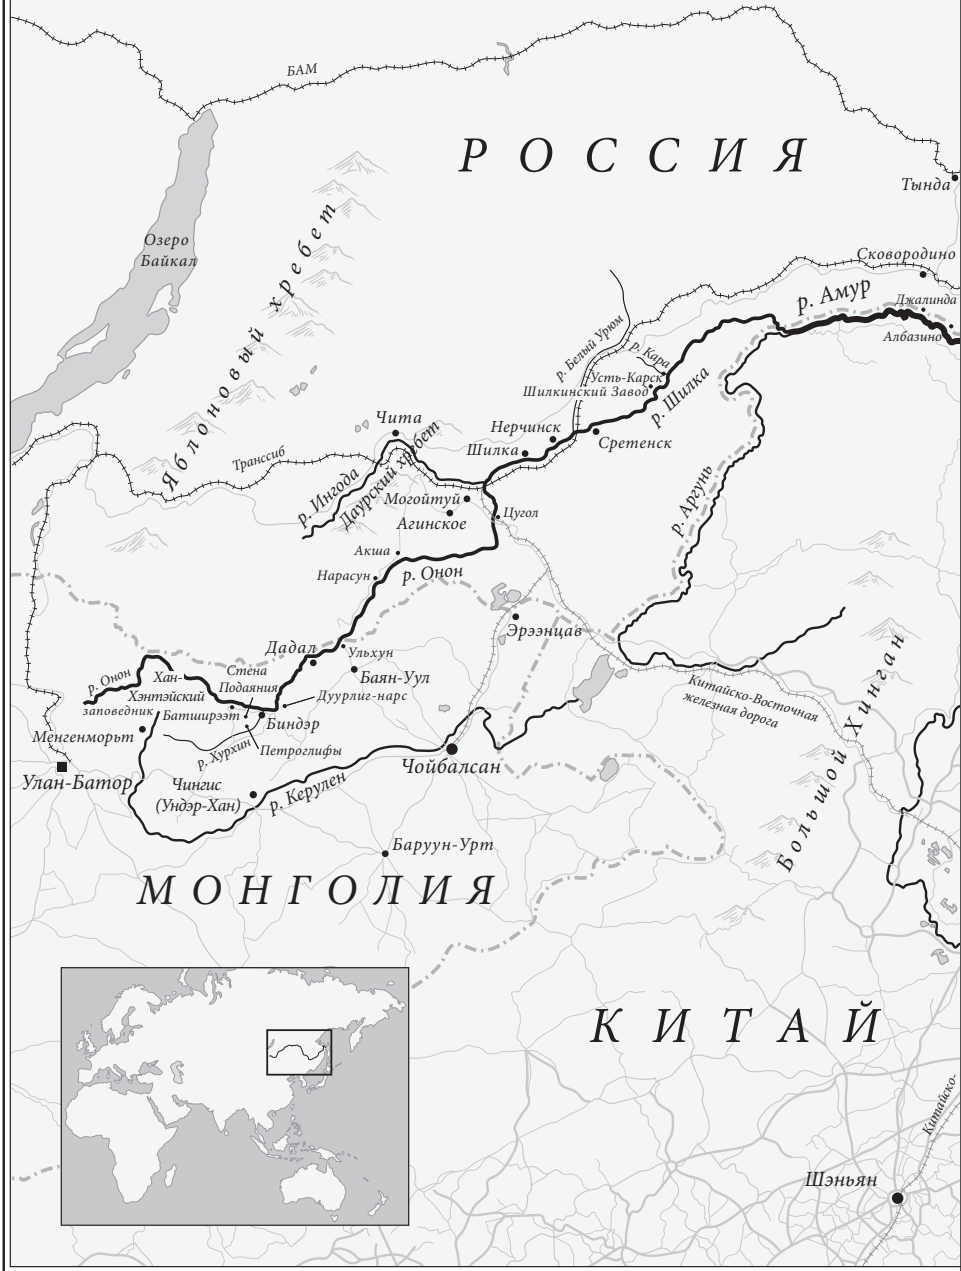 БАМ
РОССИЯ
Тында
Озеро
Байкал
Яблоновый хребет
Сковородино
р. Амур
Джалинда
Албазино
р. Белый Урюм
р. Кара
Усть-Карск
Шилкинский Завод
р. Шилка
Чита
Нерчинск
Шилка
Сретенск
Транссиб
р. Ингода
Даурский хребет
Могойтуй
Агинское
Цугол
р. Аргунь
Акша
Нарасун
р. Онон
Эрээнцав
Дадал
Ульхун
Баян-Уул
р. Онон
Хан-
Хэнтэйский
заповедник
Стена
Подаяния
Дуурлиг-нарс
Батширээт
Биндэр
Менгенморьт
р. Хурхин
Петроглифы
Китайско-Восточная
железная дорога
Большой Хинган
Улан-Батор
Чингис
(Ундэр-Хан)
р. Керулен
Чойбалсан
Баруун-Урт
МОНГОЛИЯ
КИТАЙ
Китайско-
Шэньян